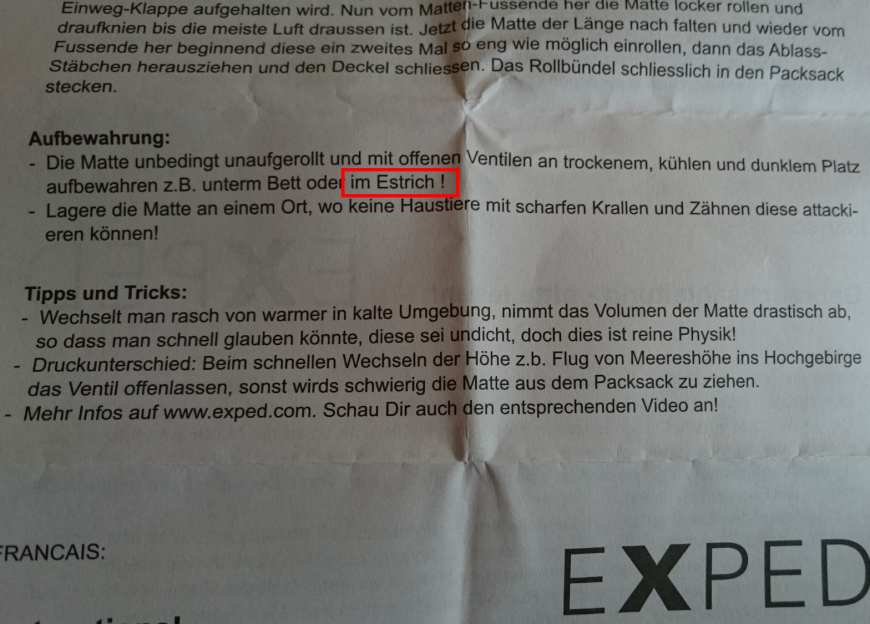 Einweg-Klappe aufgehalten wird. Nun vom Matten-Fussende her die Matte locker rollen und
draufknien bis die meiste Luft draussen ist. Jetzt die Matte der Länge nach falten und wieder vom
Fussende her beginnend diese ein zweites Mal so eng wie möglich einrollen, dann das Ablass-
Stäbchen herausziehen und den Deckel schliessen. Das Rollbündel schliesslich in den Packsack
stecken.
Aufbewahrung:
- Die Matte unbedingt unaufgerollt und mit offenen Ventilen an trockenem, kühlen und dunklem Platz
aufbewahren z.B. unterm Bett oder im Estrich !
- Lagere die Matte an einem Ort, wo keine Haustiere mit scharfen Krallen und Zähnen diese attacki-
eren können!
Tipps und Tricks:
- Wechselt man rasch von warmer in kalte Umgebung, nimmt das Volumen der Matte drastisch ab,
so dass man schnell glauben könnte, diese sei undicht, doch dies ist reine Physik!
- Druckunterschied: Beim schnellen Wechseln der Höhe z.b. Flug von Meereshöhe ins Hochgebirge
das Ventil offenlassen, sonst wirds schwierig die Matte aus dem Packsack zu ziehen.
- Mehr Infos auf www.exped.com. Schau Dir auch den entsprechenden Video an!
FRANCAIS:
EXPED